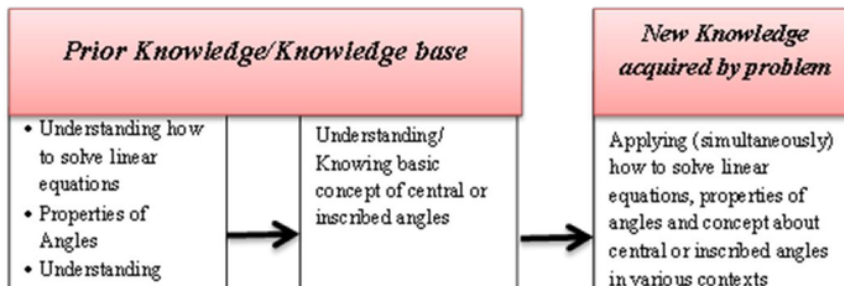 Prior Knowledge/Knowledge base
New Knowledge
acquired by problem
• Understanding how
to solve linear
equations
• Properties of
Angles
• Understanding
Understanding/
Knowing basic
concept of central or
inscribed angles
Applying (simultaneously)
how to solve linear
equations, properties of
angles and concept about
central or inscribed angles
in various contexts